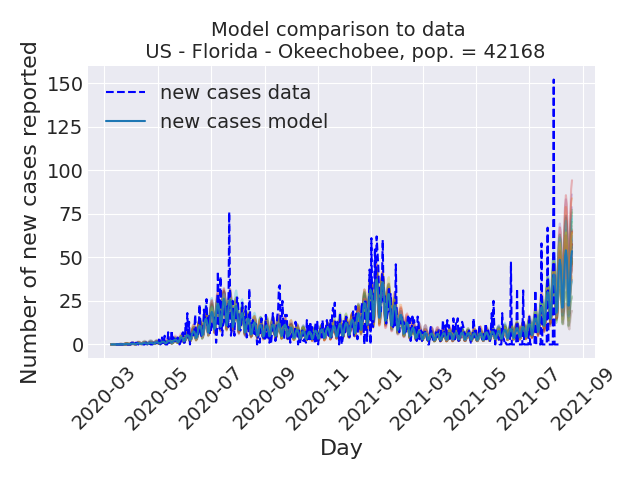 Model comparison to data
US - Florida - Okeechobee, pop. = 42168
Number of new cases reported
150
125
100
75
50
25
0
new cases data
new cases model
2020-03
2020-05
2020-07
2020-09
2020-11
2021-01
2021-03
2021-05
2021-07
2021-09
Day